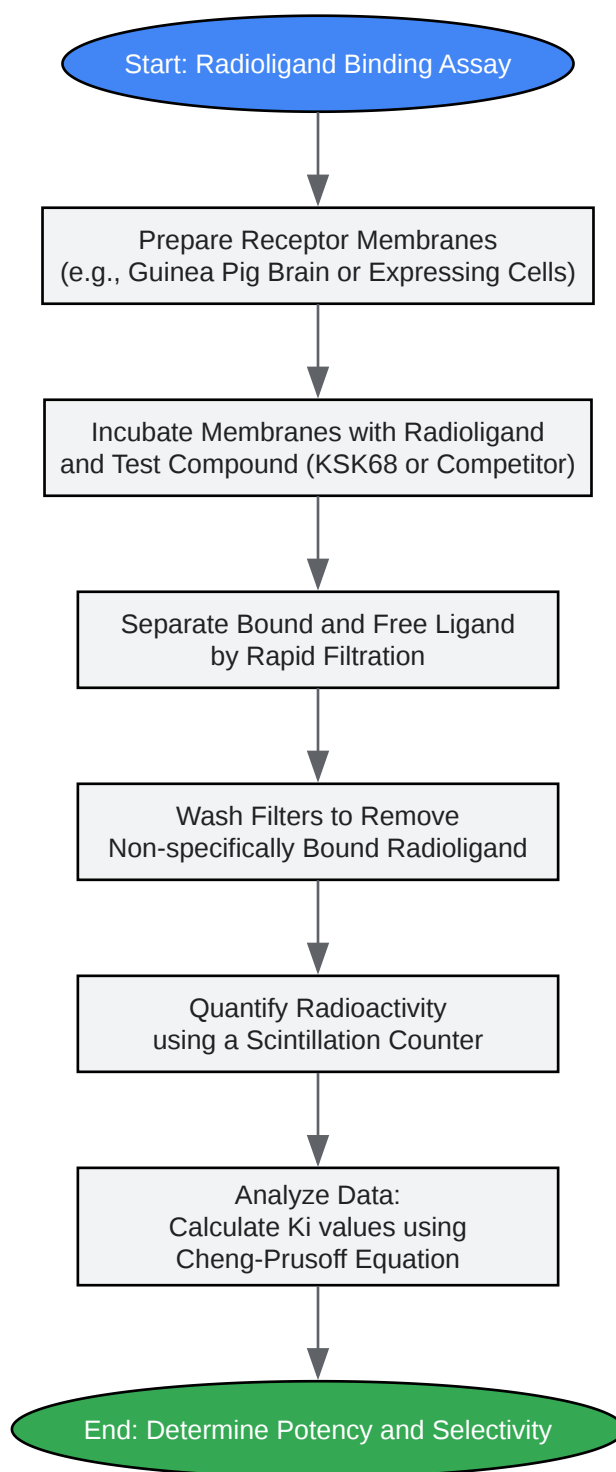 Start: Radioligand Binding Assay
Prepare Receptor Membranes
(e.g., Guinea Pig Brain or Expressing Cells)
Incubate Membranes with Radioligand
and Test Compound (KSK68 or Competitor)
Separate Bound and Free Ligand
by Rapid Filtration
Wash Filters to Remove
Non-specifically Bound Radioligand
Quantify Radioactivity
using a Scintillation Counter
Analyze Data:
Calculate Ki values using
Cheng-Prusoff Equation
End: Determine Potency and Selectivity